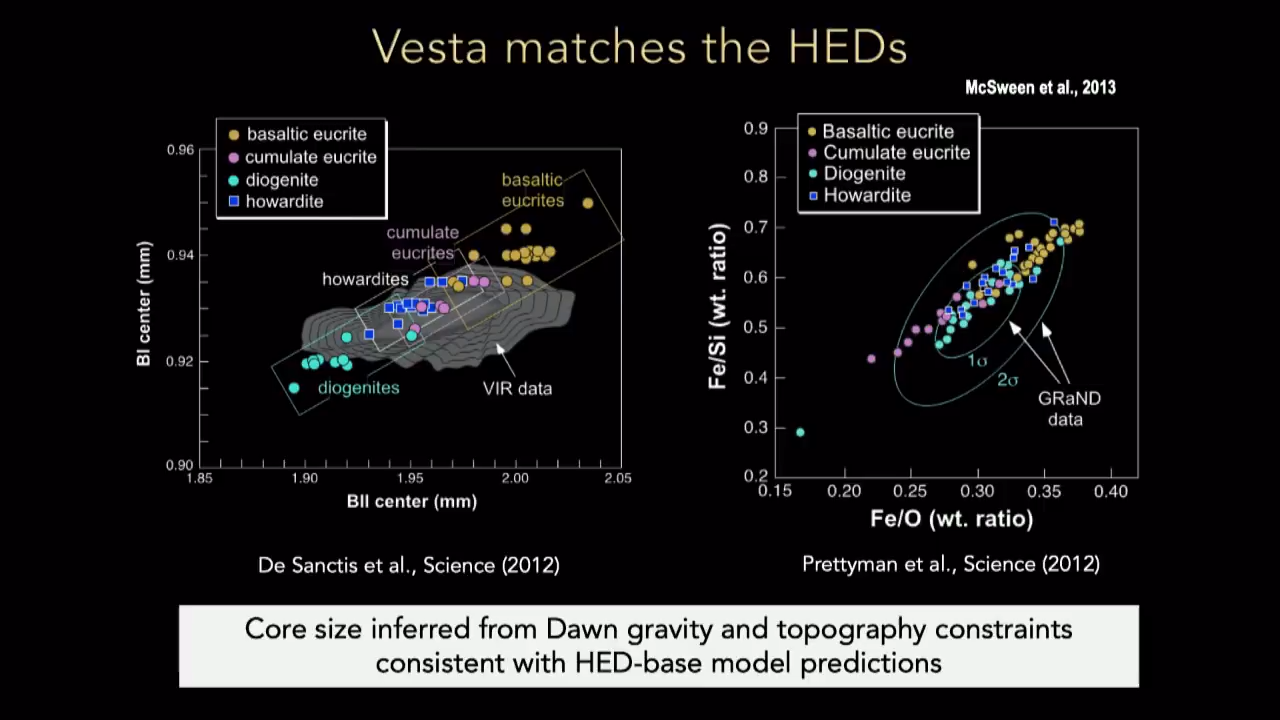 Vesta matches the HEDs
McSween et al., 2013
basaltic eucrite
cumulate eucrite
diogenite
howardite
0.96
0.94
0.92
0.90
BI center (mm)
basaltic
eucrites
cumulate
eucrites
howardites
diogenites
VIR data
1.85
1.90
1.95
2.00
2.05
BII center (mm)
De Sanctis et al., Science (2012)
Basaltic eucrite
Cumulate eucrite
Diogenite
Howardite
0.9
0.8
0.7
0.6
0.5
0.4
0.3
0.2
Fe/Si (wt. ratio)
1σ
2σ
GRaND
data
0.15
0.20
0.25
0.30
0.35
0.40
Fe/O (wt. ratio)
Prettyman et al., Science (2012)
Core size inferred from Dawn gravity and topography constraints
consistent with HED-base model predictions